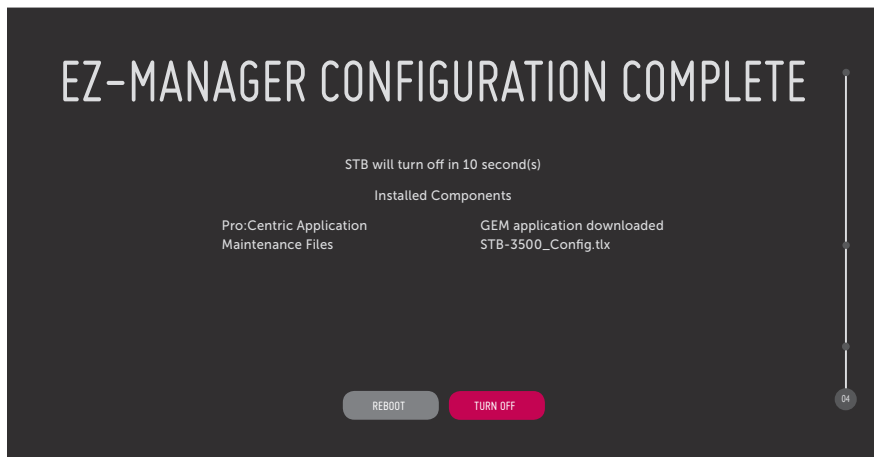 EZ-MANAGER CONFIGURATION COMPLETE
STB will turn off in 10 second(s)
Installed Components
Pro:Centric Application GEM application downloaded
Maintenance Files STB-3500_Config.tlx
REBOOT TURN OFF
04